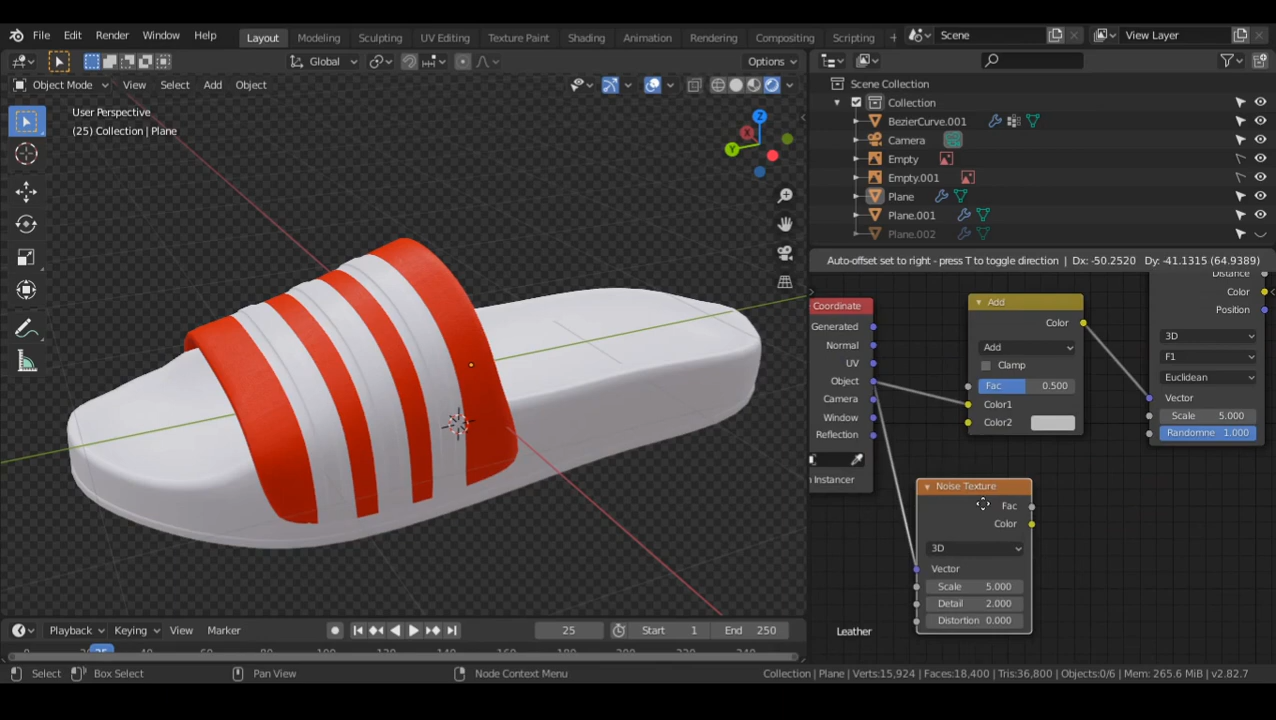 File Edit Render Window Help Layout Modeling Sculpting UV Editing Texture Paint Shading Animation Rendering Compositing Scripting + Scene View Layer
Global Options
Object Mode View Select Add Object
User Perspective
(25) Collection | Plane
Z
X
Y
Scene Collection
Collection
BezierCurve.001
Camera
Empty
Empty.001
Plane
Plane.001
Plane.002
Auto-offset set to right - press T to toggle direction | Dx: -50.2520 Dy: -41.1315 (64.9389)
Coordinate
Generated
Normal
UV
Object
Camera
Window
Reflection
n Instancer
Add
Color
Add
Clamp
Fac 0.500
Color1
Color2
Distance
Color
Position
3D
F1
Euclidean
Vector
Scale 5.000
Randomne 1.000
Noise Texture
Fac
Color
3D
Vector
Scale 5.000
Detail 2.000
Distortion 0.000
Leather
Playback Keying View Marker 25 Start 1 End 250
Select Box Select Pan View Node Context Menu Collection | Plane | Verts:15,924 | Faces:18,400 | Tris:36,800 | Objects:0/6 | Mem: 265.6 MiB | v2.82.7